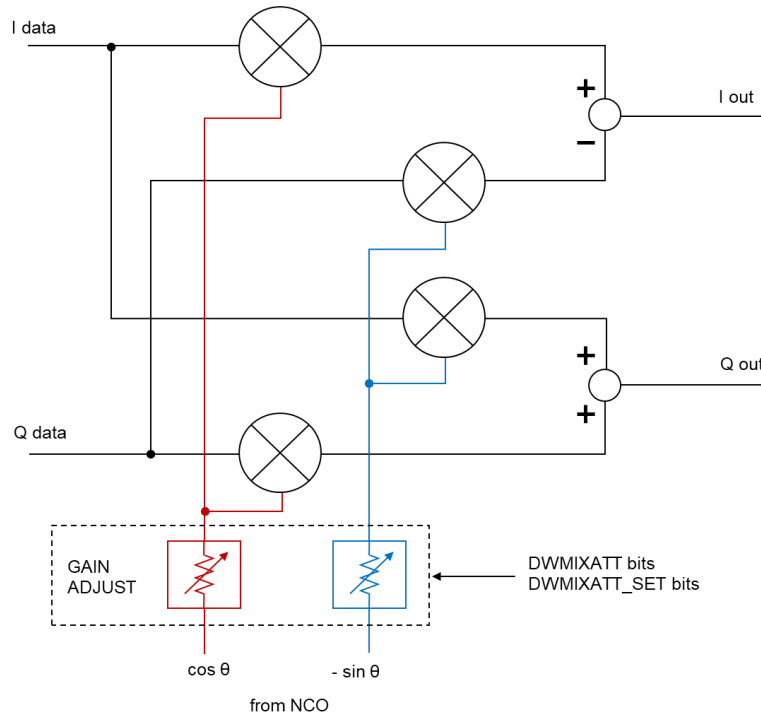 I data
+
I out
−
+
Q out
+
Q data
GAIN
ADJUST
DWMIXATT bits
DWMIXATT_SET bits
cos θ
- sin θ
from NCO